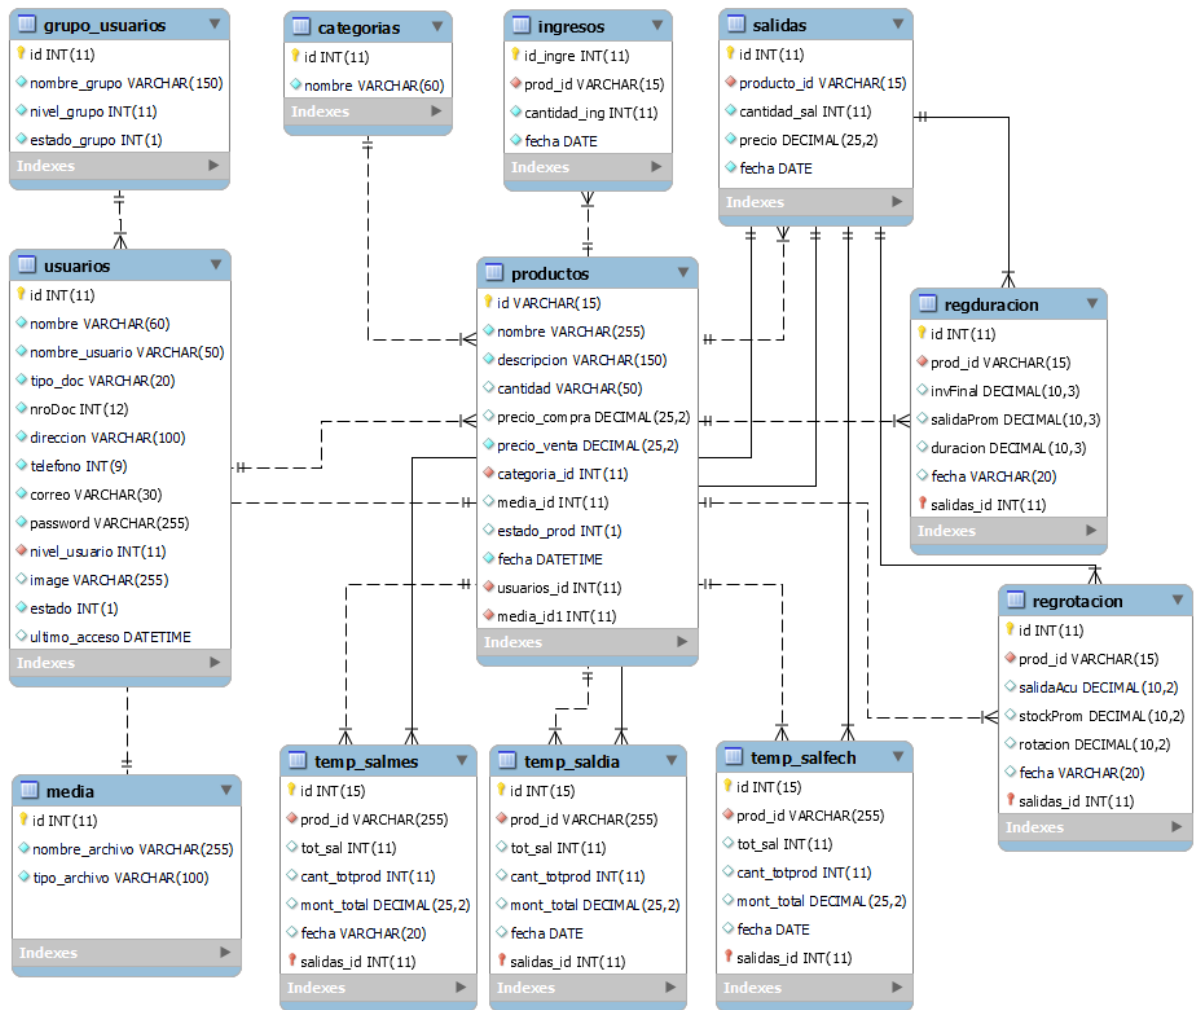 grupo_usuarios
id INT(11)
nombre_grupo VARCHAR(150)
nivel_grupo INT(11)
estado_grupo INT(1)
Indexes
categorias
id INT(11)
nombre VARCHAR(60)
Indexes
ingresos
id_ingre INT(11)
prod_id VARCHAR(15)
cantidad_ing INT(11)
fecha DATE
Indexes
salidas
id INT(11)
producto_id VARCHAR(15)
cantidad_sal INT(11)
precio DECIMAL(25,2)
fecha DATE
Indexes
usuarios
id INT(11)
nombre VARCHAR(60)
nombre_usuario VARCHAR(50)
tipo_doc VARCHAR(20)
nroDoc INT(12)
direccion VARCHAR(100)
telefono INT(9)
correo VARCHAR(30)
password VARCHAR(255)
nivel_usuario INT(11)
image VARCHAR(255)
estado INT(1)
ultimo_acceso DATETIME
Indexes
productos
id VARCHAR(15)
nombre VARCHAR(255)
descripcion VARCHAR(150)
cantidad VARCHAR(50)
precio_compra DECIMAL(25,2)
precio_venta DECIMAL(25,2)
categoria_id INT(11)
media_id INT(11)
estado_prod INT(1)
fecha DATETIME
usuarios_id INT(11)
media_id1 INT(11)
Indexes
regduracion
id INT(11)
prod_id VARCHAR(15)
invFinal DECIMAL(10,3)
salidaProm DECIMAL(10,3)
duracion DECIMAL(10,3)
fecha VARCHAR(20)
salidas_id INT(11)
Indexes
regrotacion
id INT(11)
prod_id VARCHAR(15)
salidaAcu DECIMAL(10,2)
stockProm DECIMAL(10,2)
rotacion DECIMAL(10,2)
fecha VARCHAR(20)
salidas_id INT(11)
Indexes
media
id INT(11)
nombre_archivo VARCHAR(255)
tipo_archivo VARCHAR(100)
Indexes
temp_salmes
id INT(15)
prod_id VARCHAR(255)
tot_sal INT(11)
cant_totprod INT(11)
mont_total DECIMAL(25,2)
fecha VARCHAR(20)
salidas_id INT(11)
Indexes
temp_saldia
id INT(15)
prod_id VARCHAR(255)
tot_sal INT(11)
cant_totprod INT(11)
mont_total DECIMAL(25,2)
fecha DATE
salidas_id INT(11)
Indexes
temp_salfech
id INT(15)
prod_id VARCHAR(255)
tot_sal INT(11)
cant_totprod INT(11)
mont_total DECIMAL(25,2)
fecha DATE
salidas_id INT(11)
Indexes